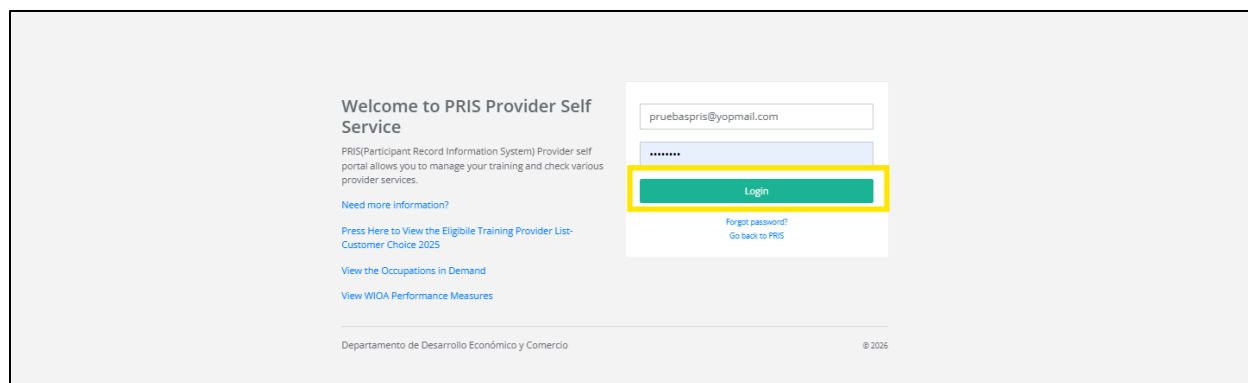 Welcome to PRIS Provider Self
Service
PRIS(Participant Record Information System) Provider self
portal allows you to manage your training and check various
provider services.
Need more information?
Press Here to View the Eligibile Training Provider List-
Customer Choice 2025
View the Occupations in Demand
View WIOA Performance Measures
pruebaspris@yopmail.com
••••••••
Login
Forgot password?
Go back to PRIS
Departamento de Desarrollo Económico y Comercio
© 2026